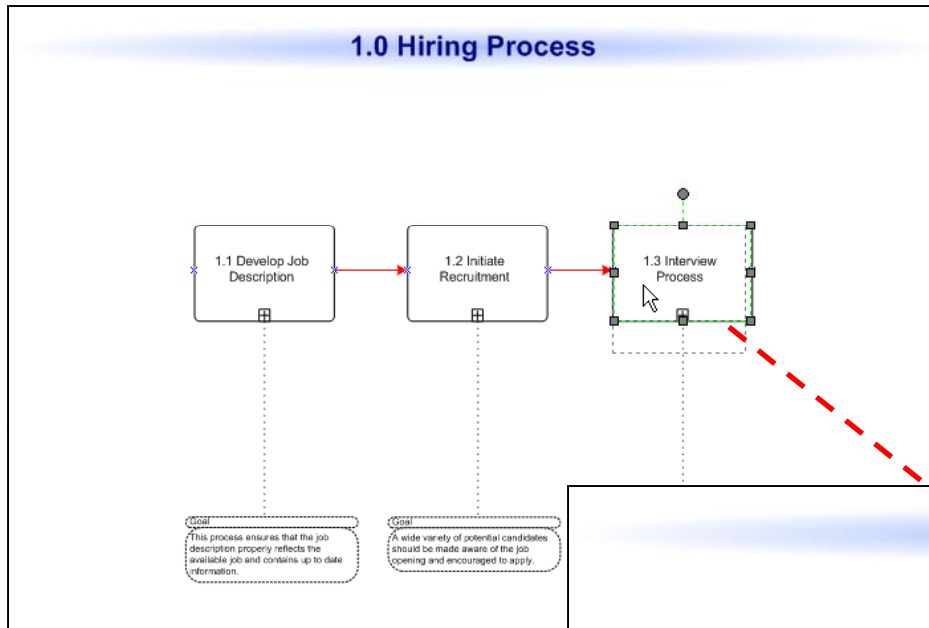 1.0 Hiring Process
1.1 Develop Job
Description
1.2 Initiate
Recruitment
1.3 Interview
Process
Goal
This process ensures that the job
description properly reflects the
available job and contains up to date
information.
Goal
A wide variety of potential candidates
should be made aware of the job
opening and encouraged to apply.